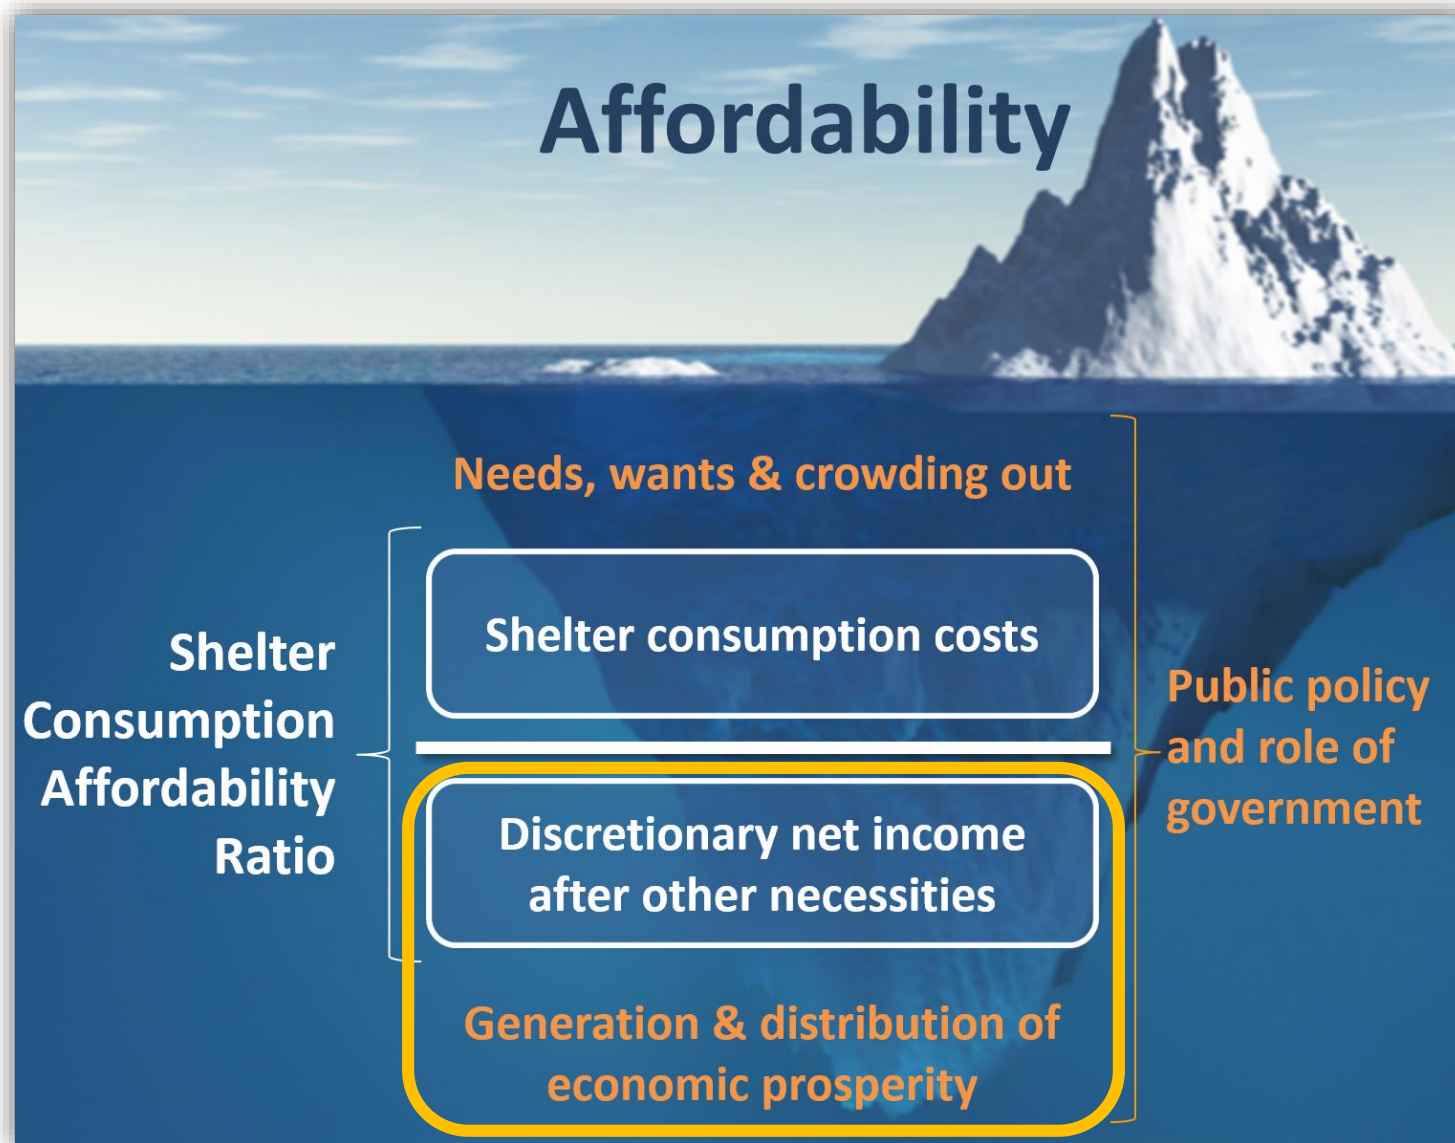 Affordability
Needs, wants & crowding out
Shelter
Consumption
Affordability
Ratio
Shelter consumption costs
Discretionary net income
after other necessities
Generation & distribution of
economic prosperity
Public policy
and role of
government